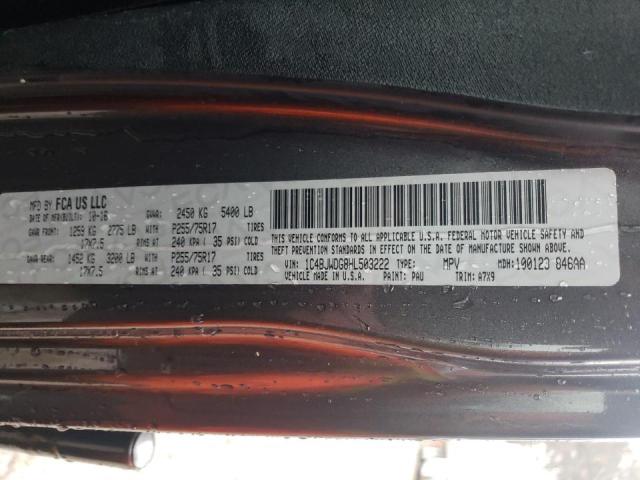 MFD BY FCA US LLC
DATE OF MFR(BUILT): 10-16 GVWR: 2450 KG 5400 LB
GAWR FRONT: 1259 KG 2775 LB WITH P255/75R17 TIRES
17X7.5 RIMS AT 240 KPA ( 35 PSI) COLD
GAWR REAR: 1452 KG 3200 LB WITH P255/75R17 TIRES
17X7.5 RIMS AT 240 KPA ( 35 PSI) COLD
THIS VEHICLE CONFORMS TO ALL APPLICABLE U.S.A. FEDERAL MOTOR VEHICLE SAFETY AND
THEFT PREVENTION STANDARDS IN EFFECT ON THE DATE OF MANUFACTURE SHOWN ABOVE.
VIN: 1C4BJWDG8HL503222 TYPE: MPV MDH: 100123 846AA
VEHICLE MADE IN U.S.A. PAINT: PAU TRIM: A7X9